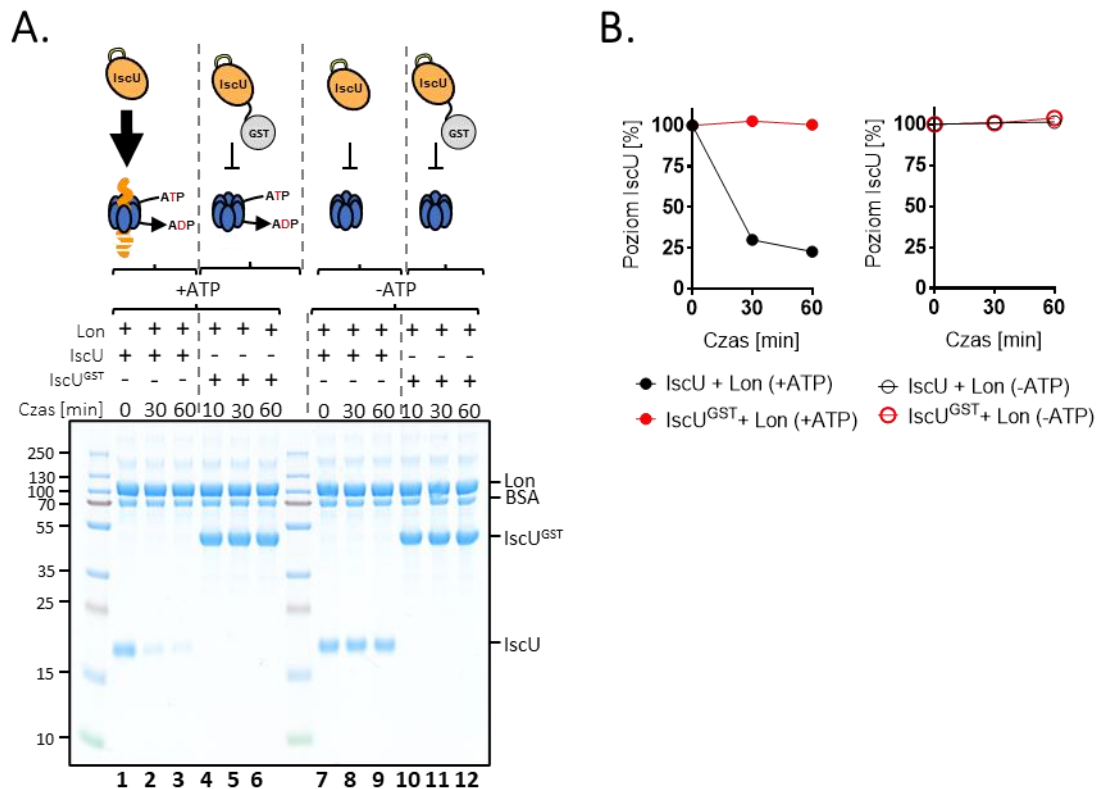 A.
IscU IscU IscU IscU
GST GST
ATP ATP
ADP ADP
+ATP -ATP
Lon + + + + + + + + + + + +
IscU + + + - - - + + + - - -
IscU^GST - - - + + + - - - + + +
Czas [min] 0 30 60 10 30 60 0 30 60 10 30 60
250
130
100
70
55
35
25
15
10
Lon
BSA
IscU^GST
IscU
1 2 3 4 5 6 7 8 9 10 11 12
B.
Poziom IscU [%]
100
75
50
25
0
0 30 60
Czas [min]
Poziom IscU [%]
100
75
50
25
0
0 30 60
Czas [min]
IscU + Lon (+ATP)
IscU^GST + Lon (+ATP)
IscU + Lon (-ATP)
IscU^GST + Lon (-ATP)